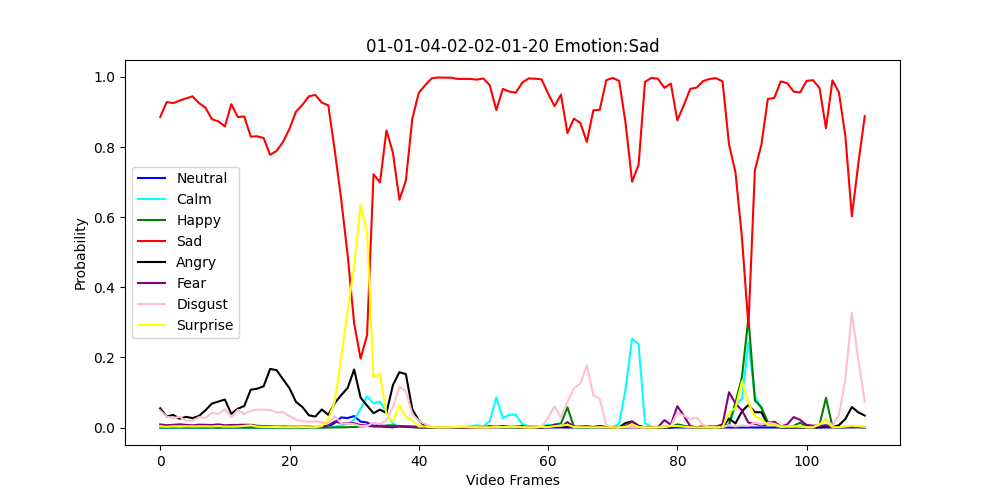 01-01-04-02-02-01-20 Emotion:Sad
1.0
0.8
0.6
0.4
0.2
0.0
Probability
Neutral
Calm
Happy
Sad
Angry
Fear
Disgust
Surprise
0 20 40 60 80 100
Video Frames